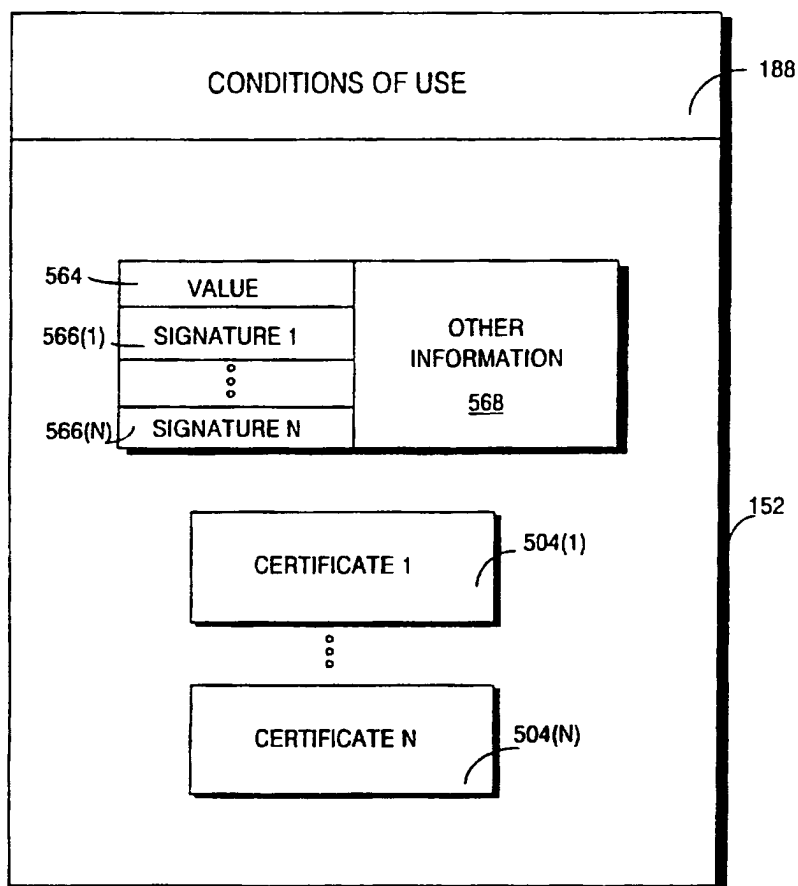 CONDITIONS OF USE
188
564
VALUE
566(1)
SIGNATURE 1
566(N)
SIGNATURE N
OTHER
INFORMATION
568
152
CERTIFICATE 1
504(1)
CERTIFICATE N
504(N)